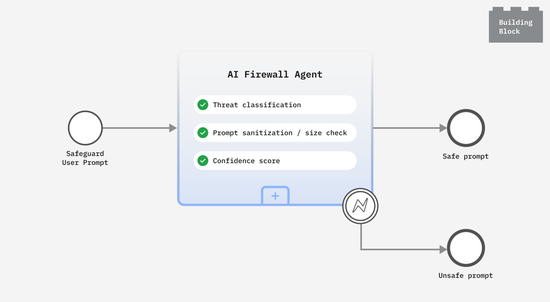 Building
Block
AI Firewall Agent
Threat classification
Prompt sanitization / size check
Confidence score
Safeguard
User Prompt
Safe prompt
Unsafe prompt